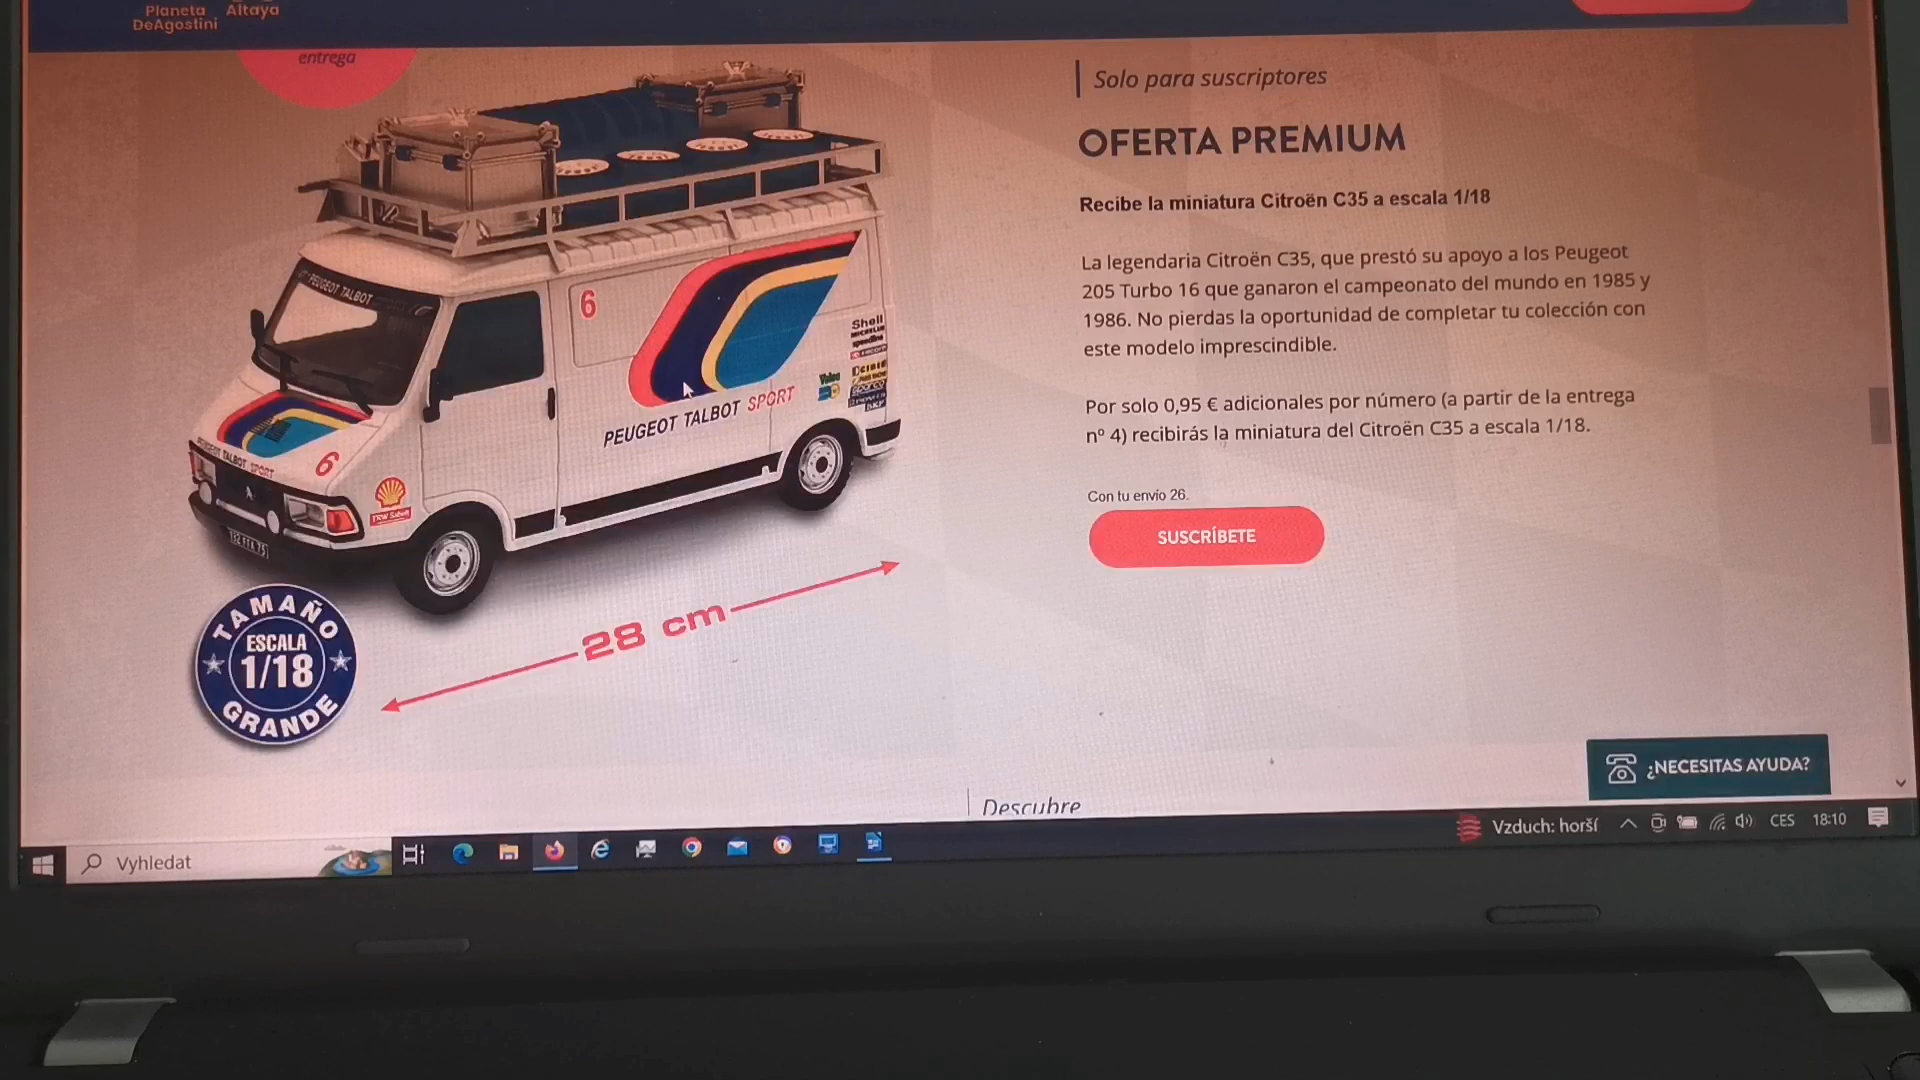 Planeta DeAgostini
Altaya
entrega
Solo para suscriptores
OFERTA PREMIUM
Recibe la miniatura Citroën C35 a escala 1/18
La legendaria Citroën C35, que prestó su apoyo a los Peugeot
205 Turbo 16 que ganaron el campeonato del mundo en 1985 y
1986. No pierdas la oportunidad de completar tu colección con
este modelo imprescindible.
Por solo 0,95 € adicionales por número (a partir de la entrega
nº 4) recibirás la miniatura del Citroën C35 a escala 1/18.
Con tu envío 26.
SUSCRÍBETE
PEUGEOT TALBOT
6
Shell
PEUGEOT TALBOT SPORT
Valeo
PEUGEOT TALBOT SPORT
6
28 cm
TAMAÑO
ESCALA
1/18
GRANDE
¿NECESITAS AYUDA?
Descubre
Vyhledat
Vzduch: horší
CES
18:10